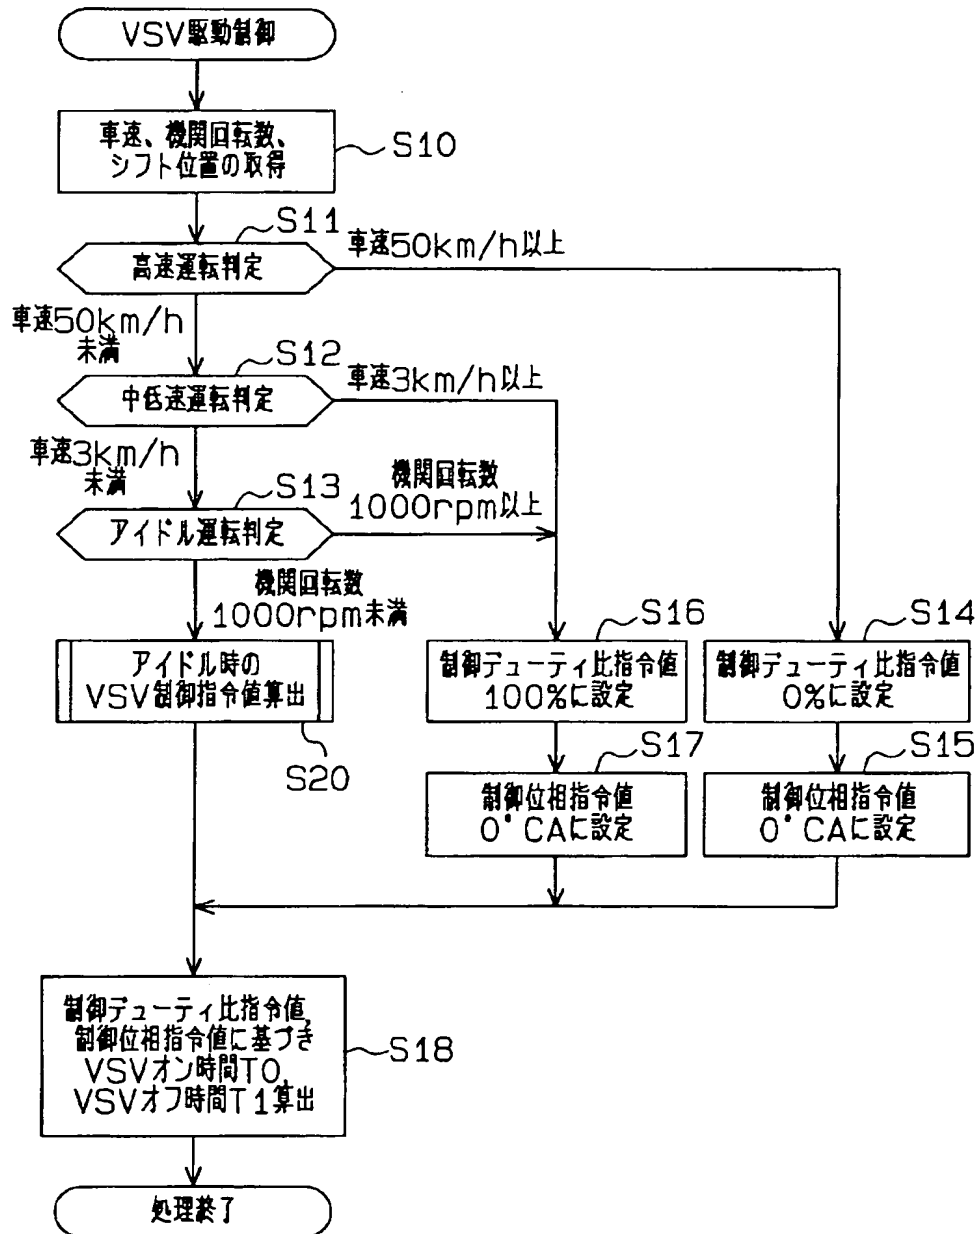 VSV駆動制御
車速、機関回転数、
シフト位置の取得
S10
S11
車速50km/h以上
高速運転判定
車速50km/h
未満
S12
車速3km/h以上
中低速運転判定
車速3km/h
未満
S13
機関回転数
1000rpm以上
アイドル運転判定
機関回転数
1000rpm未満
アイドル時の
VSV制御指令値算出
S20
S16
制御デューティ比指令値
100%に設定
S14
制御デューティ比指令値
0%に設定
S17
制御位相指令値
0°CAに設定
S15
制御位相指令値
0°CAに設定
制御デューティ比指令値,
制御位相指令値に基づき
VSVオン時間T0,
VSVオフ時間T1算出
S18
処理終了